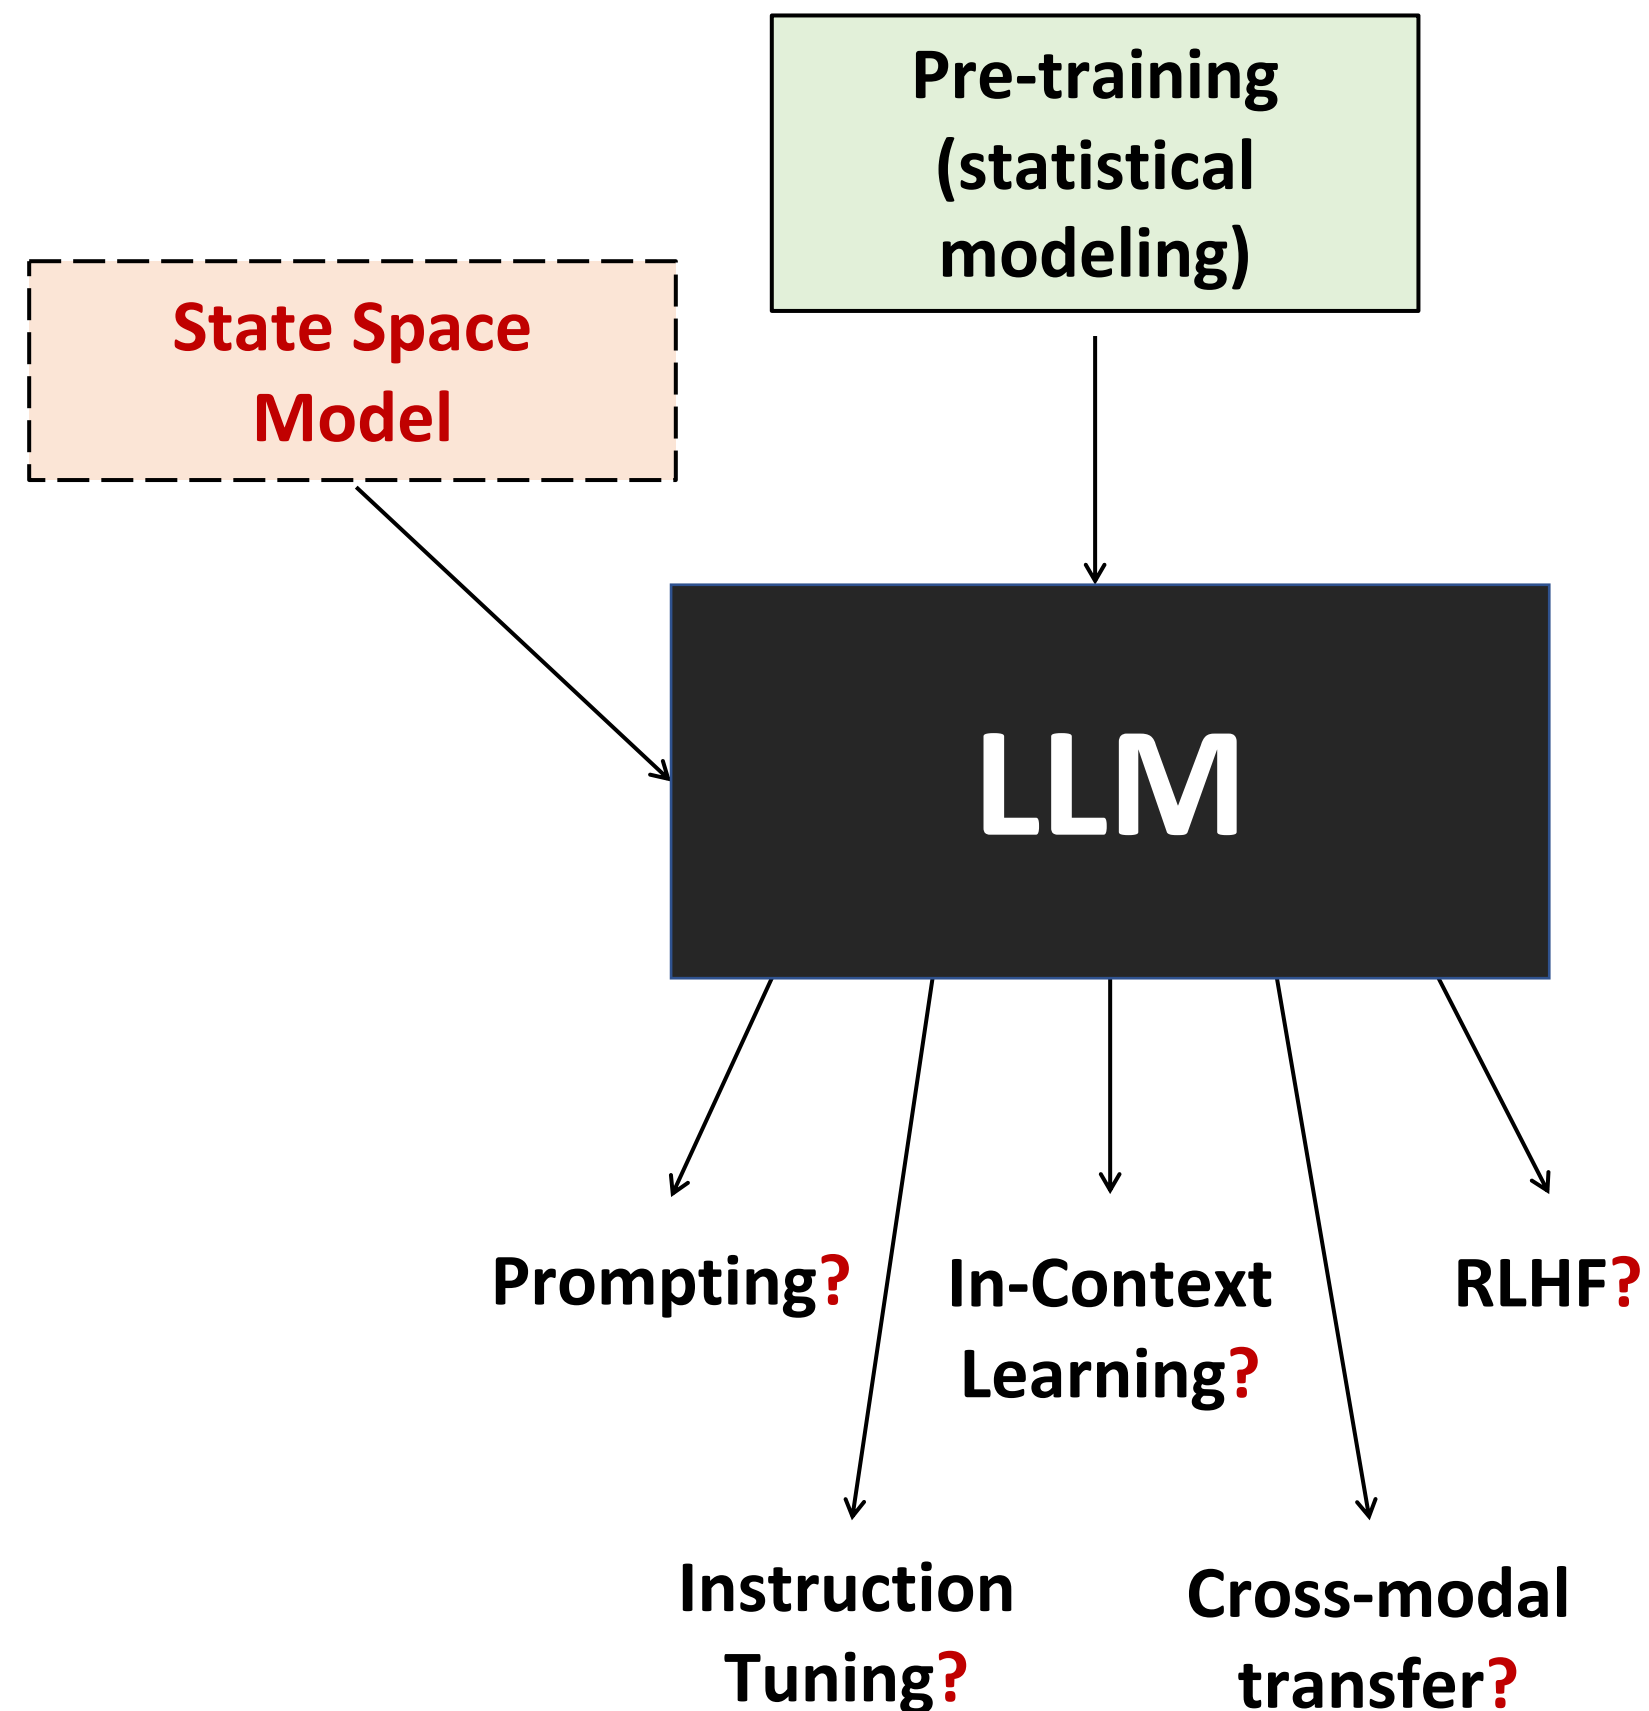 Pre-training
(statistical
modeling)
State Space
Model
LLM
Prompting?
In-Context
Learning?
RLHF?
Instruction
Tuning?
Cross-modal
transfer?